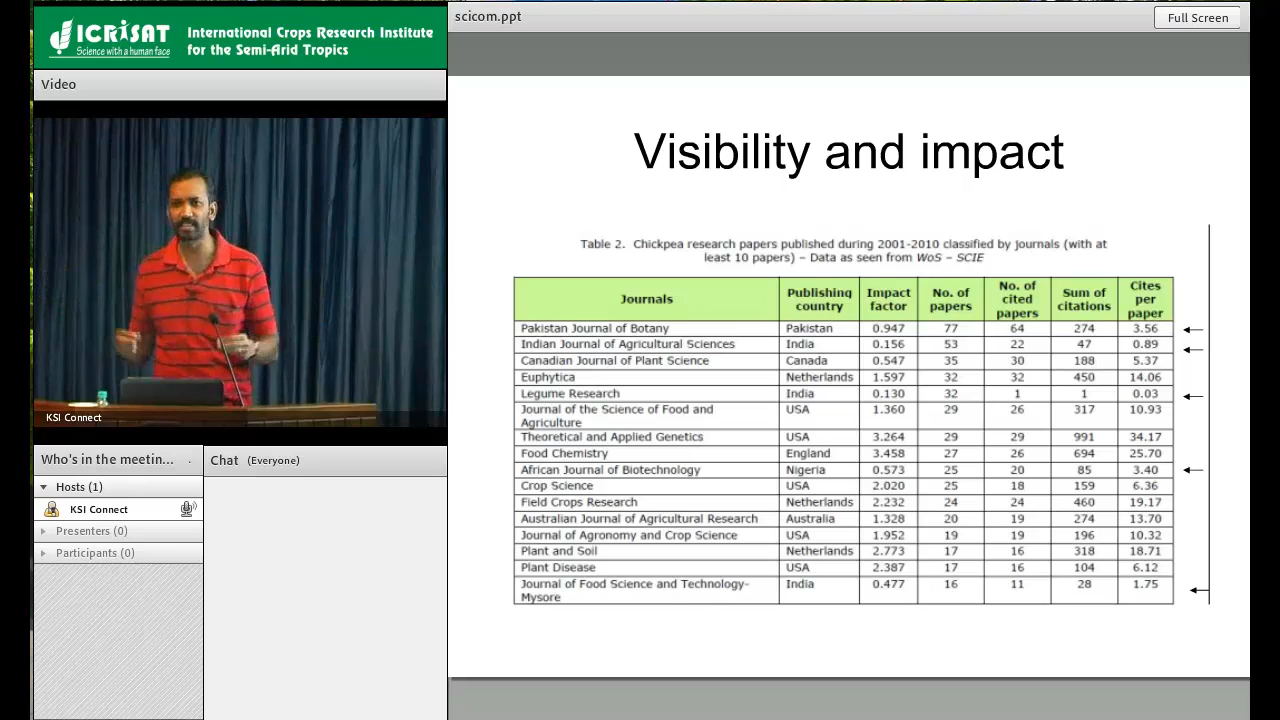 ICRISAT
Science with a human face
International Crops Research Institute
for the Semi-Arid Tropics
Video
KSI Connect
Who's in the meetin...
Hosts (1)
KSI Connect
Presenters (0)
Participants (0)
Chat (Everyone)
scicom.ppt
Full Screen
Visibility and impact
Table 2. Chickpea research papers published during 2001-2010 classified by journals (with at
least 10 papers) – Data as seen from WoS – SCIE
Journals Publishing country Impact factor No. of papers No. of cited papers Sum of citations Cites per paper
Pakistan Journal of Botany Pakistan 0.947 77 64 274 3.56
Indian Journal of Agricultural Sciences India 0.156 53 22 47 0.89
Canadian Journal of Plant Science Canada 0.547 35 30 188 5.37
Euphytica Netherlands 1.597 32 32 450 14.06
Legume Research India 0.130 32 1 1 0.03
Journal of the Science of Food and Agriculture USA 1.360 29 26 317 10.93
Theoretical and Applied Genetics USA 3.264 29 29 991 34.17
Food Chemistry England 3.458 27 26 694 25.70
African Journal of Biotechnology Nigeria 0.573 25 20 85 3.40
Crop Science USA 2.020 25 18 159 6.36
Field Crops Research Netherlands 2.232 24 24 460 19.17
Australian Journal of Agricultural Research Australia 1.328 20 19 274 13.70
Journal of Agronomy and Crop Science USA 1.952 19 19 196 10.32
Plant and Soil Netherlands 2.773 17 16 318 18.71
Plant Disease USA 2.387 17 16 104 6.12
Journal of Food Science and Technology-Mysore India 0.477 16 11 28 1.75